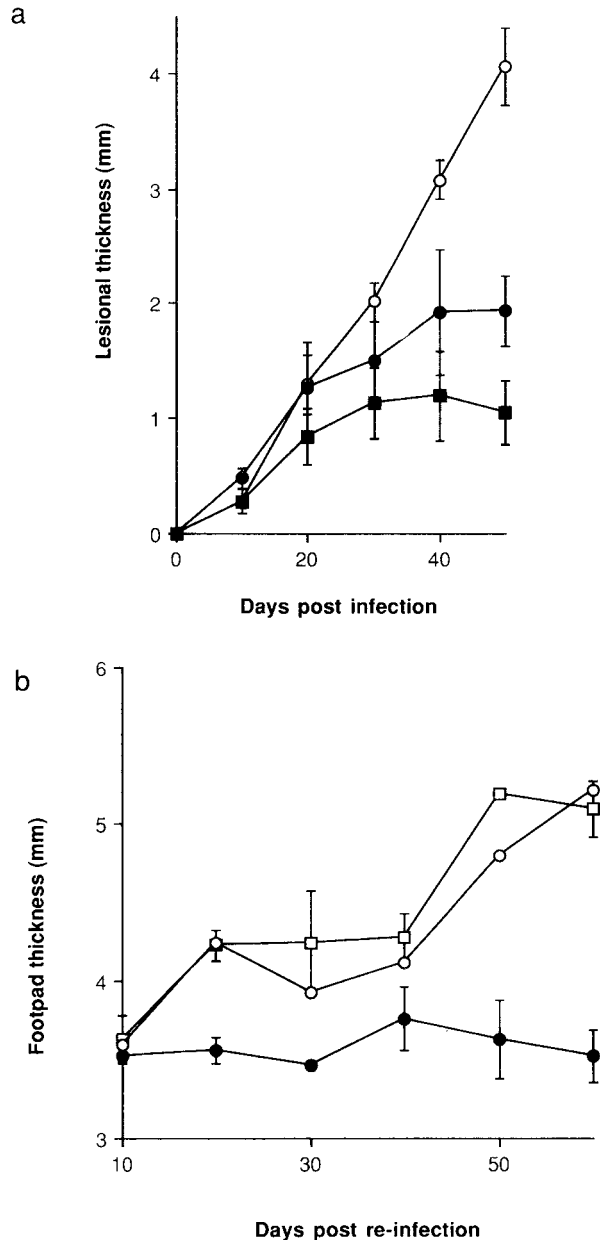 a
4
3
2
1
0
Lesional thickness (mm)
0 20 40
Days post infection
b
6
5
4
3
Footpad thickness (mm)
10 30 50
Days post re-infection